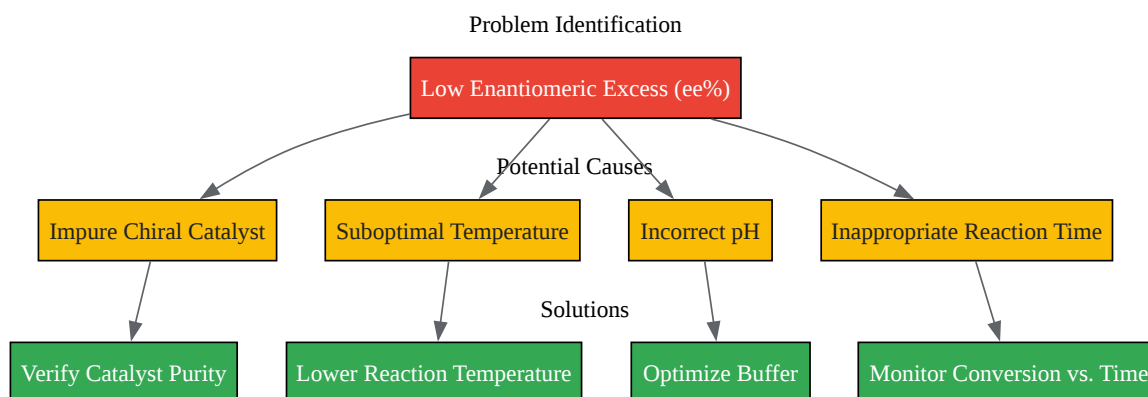 Problem Identification
Low Enantiomeric Excess (ee%)
Potential Causes
Impure Chiral Catalyst
Suboptimal Temperature
Incorrect pH
Inappropriate Reaction Time
Solutions
Verify Catalyst Purity
Lower Reaction Temperature
Optimize Buffer
Monitor Conversion vs. Time